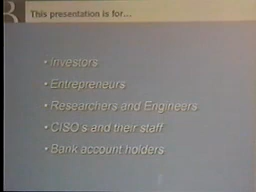 This presentation is for...
• Investors
• Entrepreneurs
• Researchers and Engineers
• CISO's and their staff
• Bank account holders